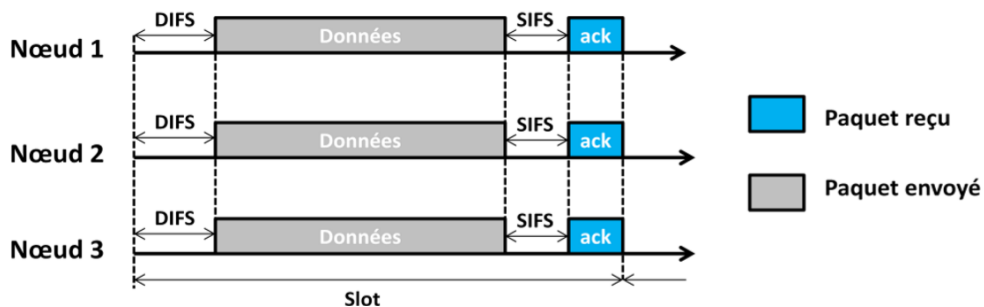 DIFS
Données
SIFS
ack
Nœud 1
DIFS
Données
SIFS
ack
Nœud 2
DIFS
Données
SIFS
ack
Nœud 3
Slot
Paquet reçu
Paquet envoyé